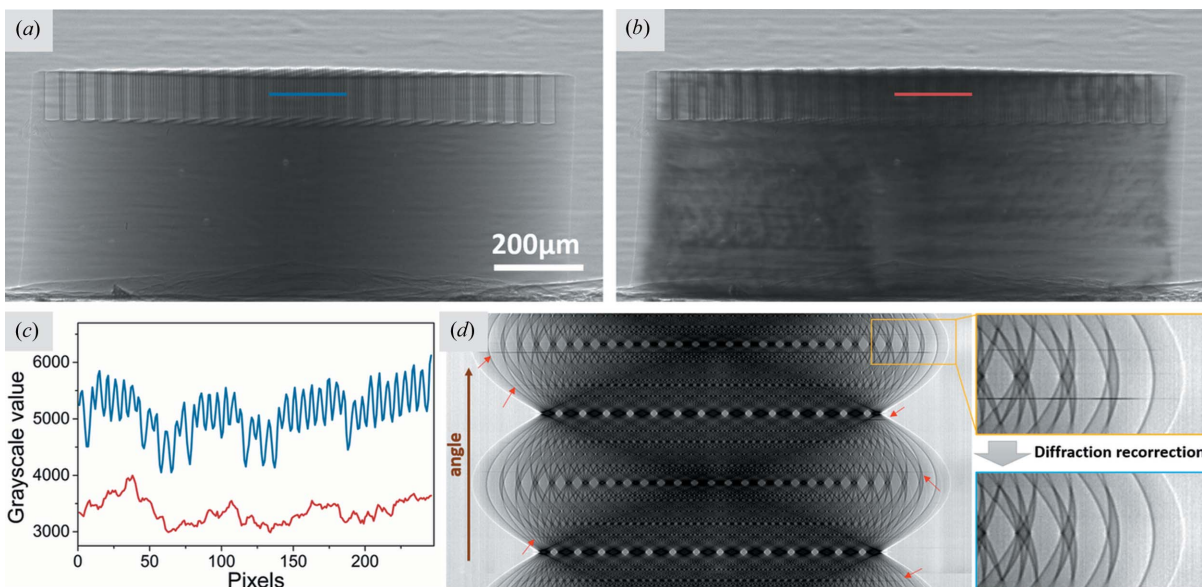 (a)
(b)
200µm
(c)
Grayscale value
6000
5000
4000
3000
0
50
100
150
200
Pixels
(d)
angle
Diffraction recorrection